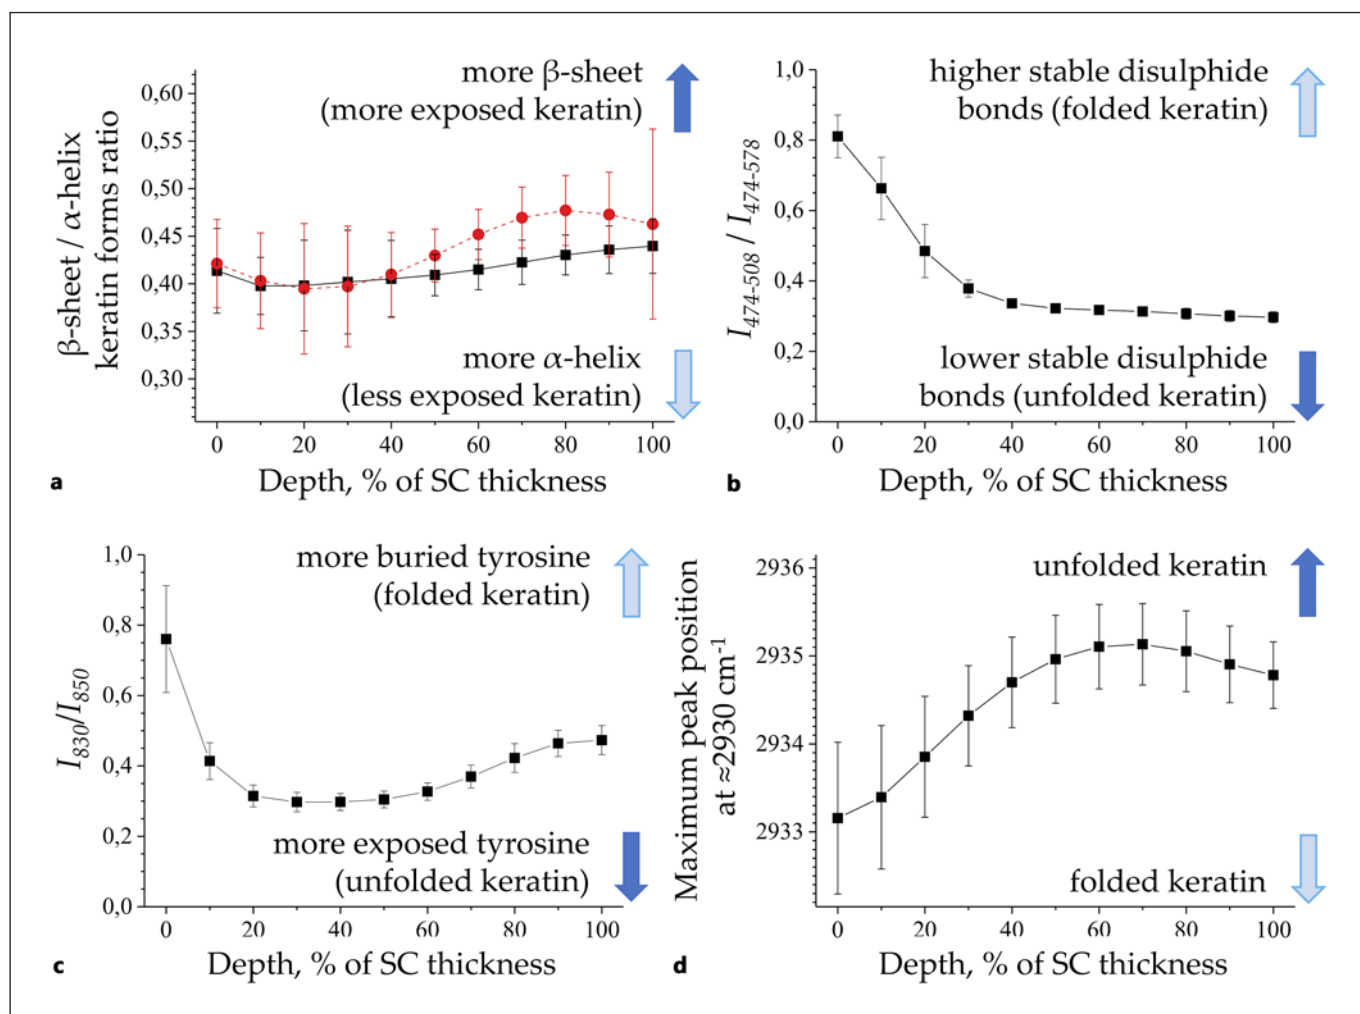 more β-sheet
(more exposed keratin)
β-sheet / α-helix
keratin forms ratio
0,60
0,55
0,50
0,45
0,40
0,35
0,30
more α-helix
(less exposed keratin)
0
20
40
60
80
100
Depth, % of SC thickness
a
higher stable disulphide
bonds (folded keratin)
I474-508 / I474-578
1,0
0,8
0,6
0,4
0,2
0,0
lower stable disulphide
bonds (unfolded keratin)
0
20
40
60
80
100
Depth, % of SC thickness
b
more buried tyrosine
(folded keratin)
I830/I850
1,0
0,8
0,6
0,4
0,2
0,0
more exposed tyrosine
(unfolded keratin)
0
20
40
60
80
100
Depth, % of SC thickness
c
unfolded keratin
Maximum peak position
at ≈2930 cm⁻¹
2936
2935
2934
2933
folded keratin
0
20
40
60
80
100
Depth, % of SC thickness
d